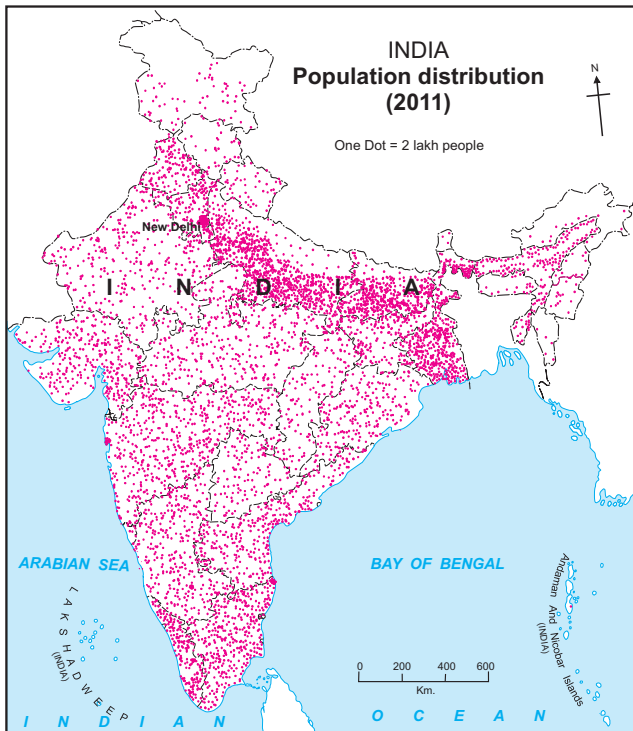 INDIA
Population distribution
(2011)
N
One Dot = 2 lakh people
New Delhi
I N D I A
ARABIAN SEA
BAY OF BENGAL
LAKSHADWEEP
(INDIA)
Andaman And Nicobar Islands
(INDIA)
0 200 400 600
Km.
I N D I A N O C E A N